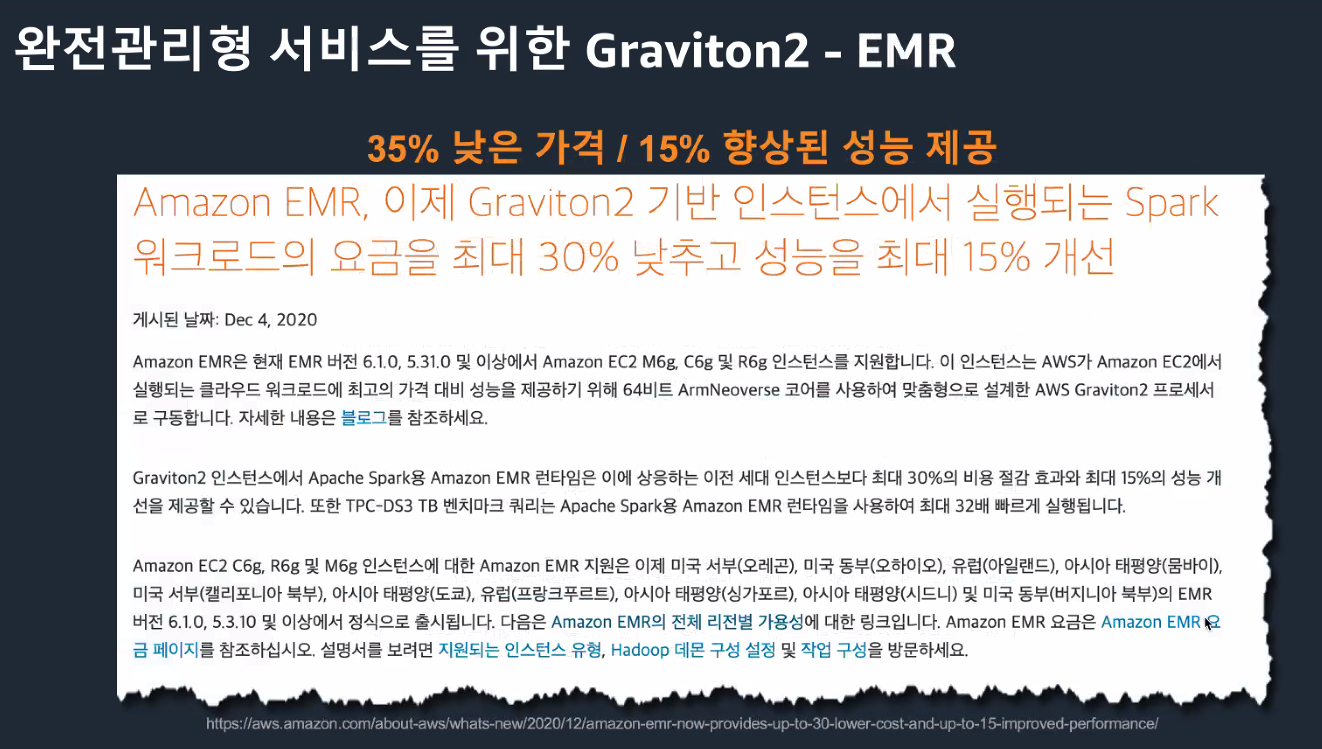 완전관리형 서비스를 위한 Graviton2 - EMR
35% 낮은 가격 / 15% 향상된 성능 제공
Amazon EMR, 이제 Graviton2 기반 인스턴스에서 실행되는 Spark
워크로드의 요금을 최대 30% 낮추고 성능을 최대 15% 개선
게시된 날짜: Dec 4, 2020
Amazon EMR은 현재 EMR 버전 6.1.0, 5.31.0 및 이상에서 Amazon EC2 M6g, C6g 및 R6g 인스턴스를 지원합니다. 이 인스턴스는 AWS가 Amazon EC2에서
실행되는 클라우드 워크로드에 최고의 가격 대비 성능을 제공하기 위해 64비트 ArmNeoverse 코어를 사용하여 맞춤형으로 설계한 AWS Graviton2 프로세서
로 구동합니다. 자세한 내용은 블로그를 참조하세요.
Graviton2 인스턴스에서 Apache Spark용 Amazon EMR 런타임은 이에 상응하는 이전 세대 인스턴스보다 최대 30%의 비용 절감 효과와 최대 15%의 성능 개
선을 제공할 수 있습니다. 또한 TPC-DS3 TB 벤치마크 쿼리는 Apache Spark용 Amazon EMR 런타임을 사용하여 최대 32배 빠르게 실행됩니다.
Amazon EC2 C6g, R6g 및 M6g 인스턴스에 대한 Amazon EMR 지원은 이제 미국 서부(오레곤), 미국 동부(오하이오), 유럽(아일랜드), 아시아 태평양(뭄바이),
미국 서부(캘리포니아 북부), 아시아 태평양(도쿄), 유럽(프랑크푸르트), 아시아 태평양(싱가포르), 아시아 태평양(시드니) 및 미국 동부(버지니아 북부)의 EMR
버전 6.1.0, 5.3.10 및 이상에서 정식으로 출시됩니다. 다음은 Amazon EMR의 전체 리전별 가용성에 대한 링크입니다. Amazon EMR 요금은 Amazon EMR 요
금 페이지를 참조하십시오. 설명서를 보려면 지원되는 인스턴스 유형, Hadoop 데몬 구성 설정 및 작업 구성을 방문하세요.
https://aws.amazon.com/about-aws/whats-new/2020/12/amazon-emr-now-provides-up-to-30-lower-cost-and-up-to-15-improved-performance/